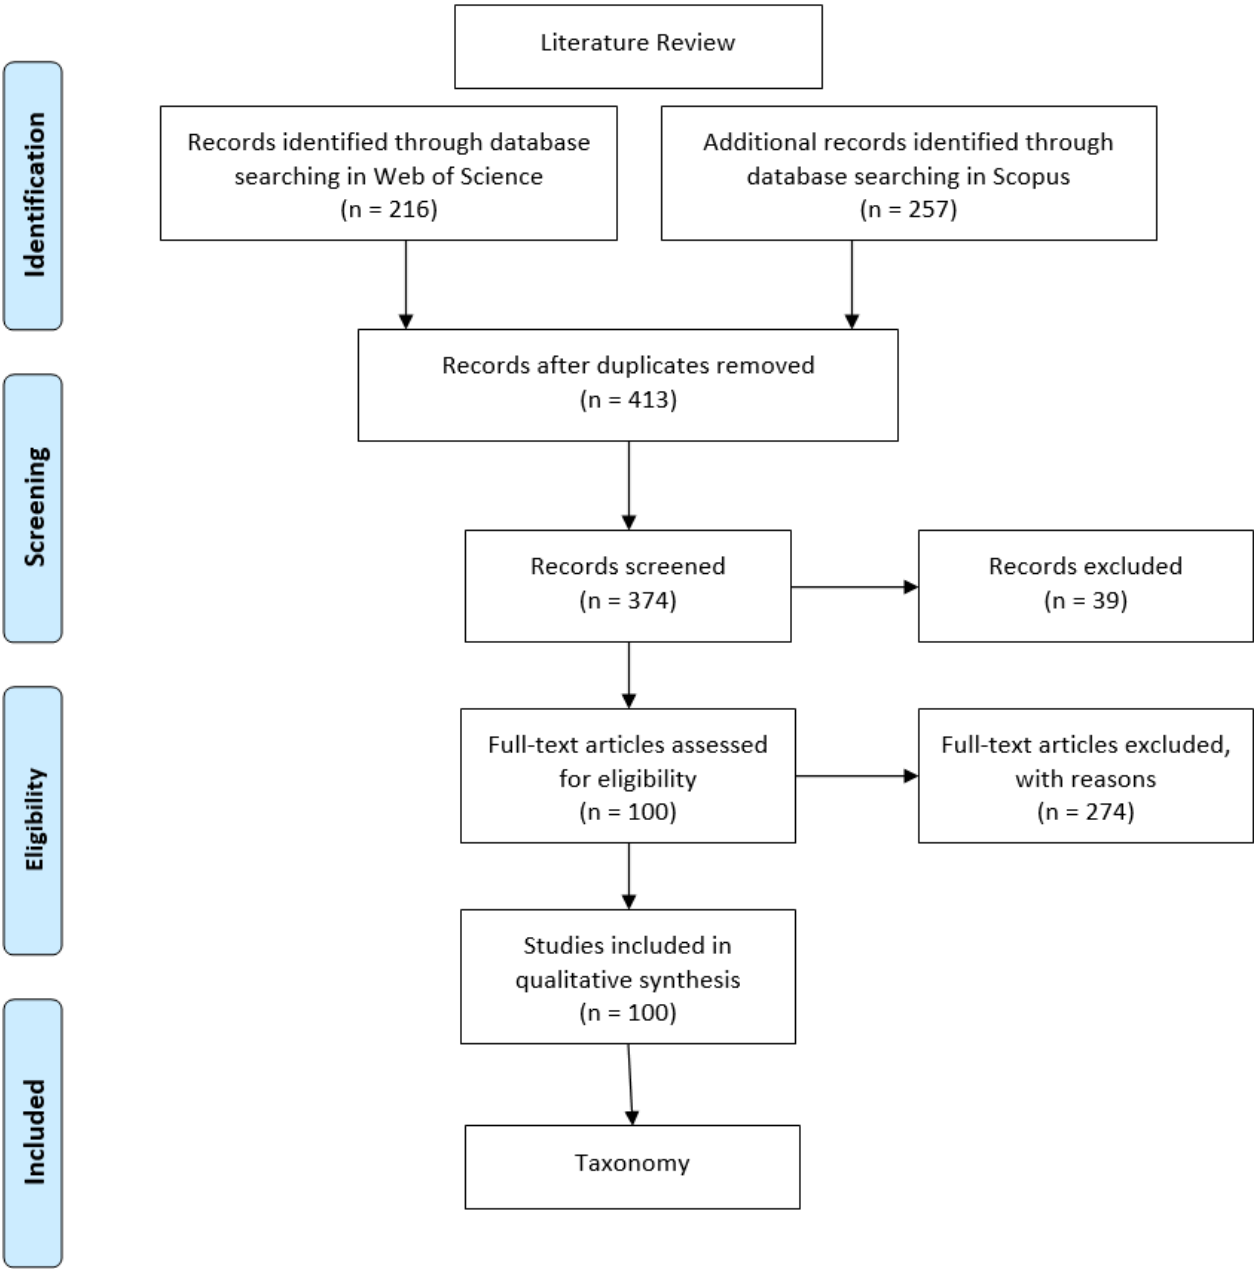 Literature Review
Identification
Records identified through database
searching in Web of Science
(n = 216)
Additional records identified through
database searching in Scopus
(n = 257)
Records after duplicates removed
(n = 413)
Screening
Records screened
(n = 374)
Records excluded
(n = 39)
Eligibility
Full-text articles assessed
for eligibility
(n = 100)
Full-text articles excluded,
with reasons
(n = 274)
Studies included in
qualitative synthesis
(n = 100)
Included
Taxonomy